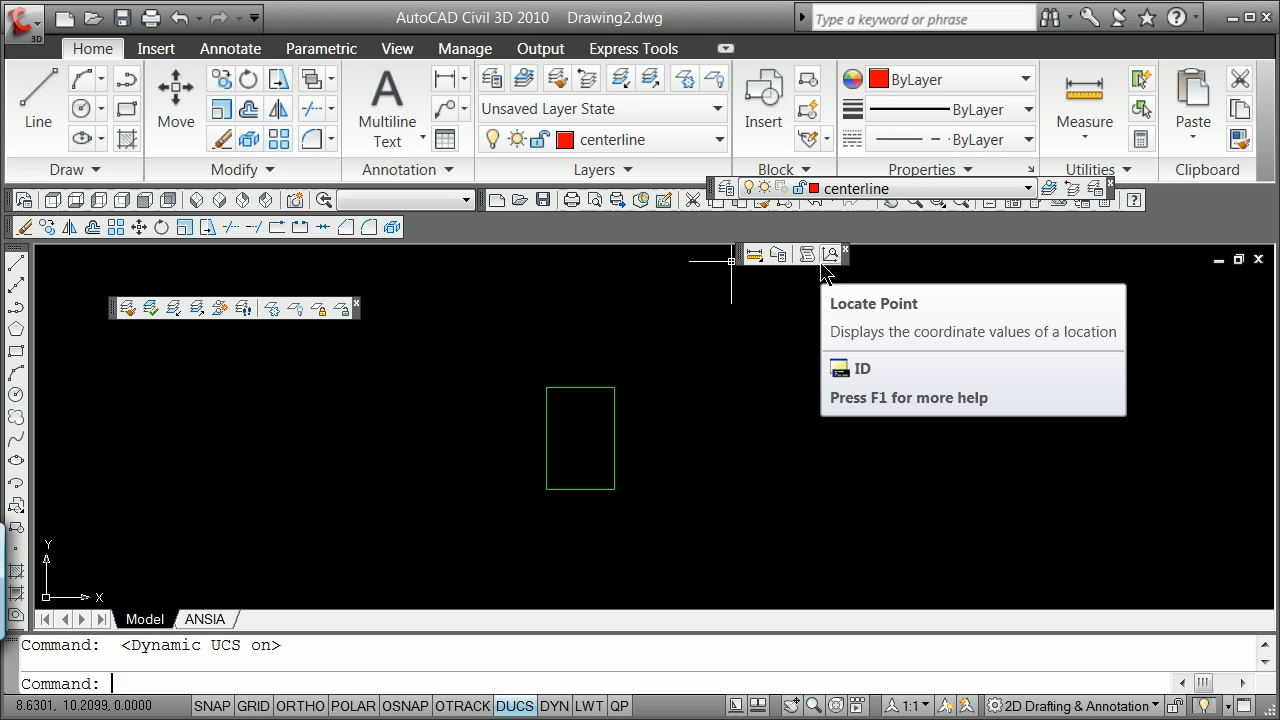 AutoCAD Civil 3D 2010 Drawing2.dwg
Type a keyword or phrase
3D
Home Insert Annotate Parametric View Manage Output Express Tools
Line
Move
Multiline
Text
Unsaved Layer State
centerline
Insert
ByLayer
ByLayer
ByLayer
Measure
Paste
Draw Modify Annotation Layers Block Properties Utilities Clipboard
centerline
Locate Point
Displays the coordinate values of a location
ID
Press F1 for more help
Y
X
Model ANSIA
Command: <Dynamic UCS on>
Command:
8.6301, 10.2099, 0.0000 SNAP GRID ORTHO POLAR OSNAP OTRACK DUCS DYN LWT QP 1:1 2D Drafting & Annotation